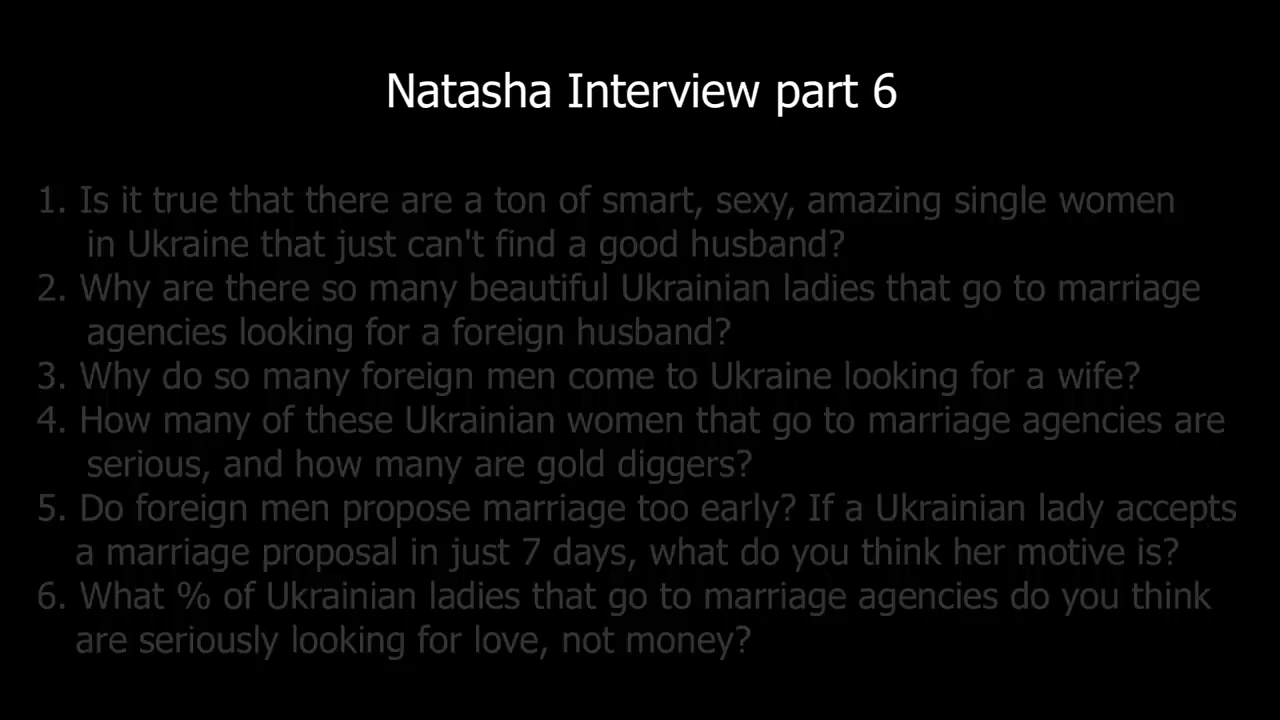 Natasha Interview part 6
1. Is it true that there are a ton of smart, sexy, amazing single women
in Ukraine that just can't find a good husband?
2. Why are there so many beautiful Ukrainian ladies that go to marriage
agencies looking for a foreign husband?
3. Why do so many foreign men come to Ukraine looking for a wife?
4. How many of these Ukrainian women that go to marriage agencies are
serious, and how many are gold diggers?
5. Do foreign men propose marriage too early? If a Ukrainian lady accepts
a marriage proposal in just 7 days, what do you think her motive is?
6. What % of Ukrainian ladies that go to marriage agencies do you think
are seriously looking for love, not money?